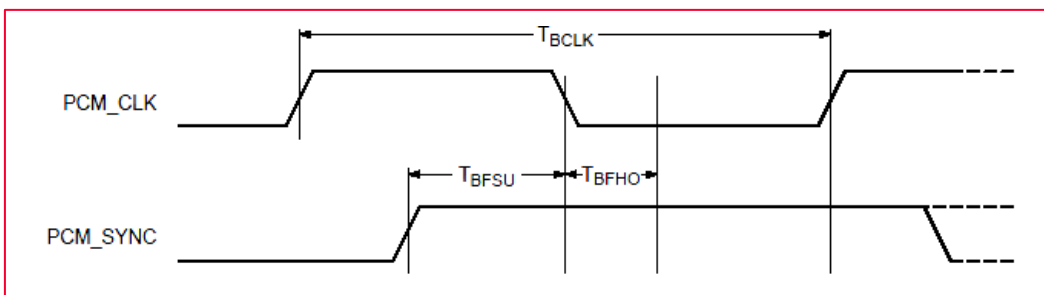 TBCLK
PCM_CLK
TBFSU
TBFHO
PCM_SYNC